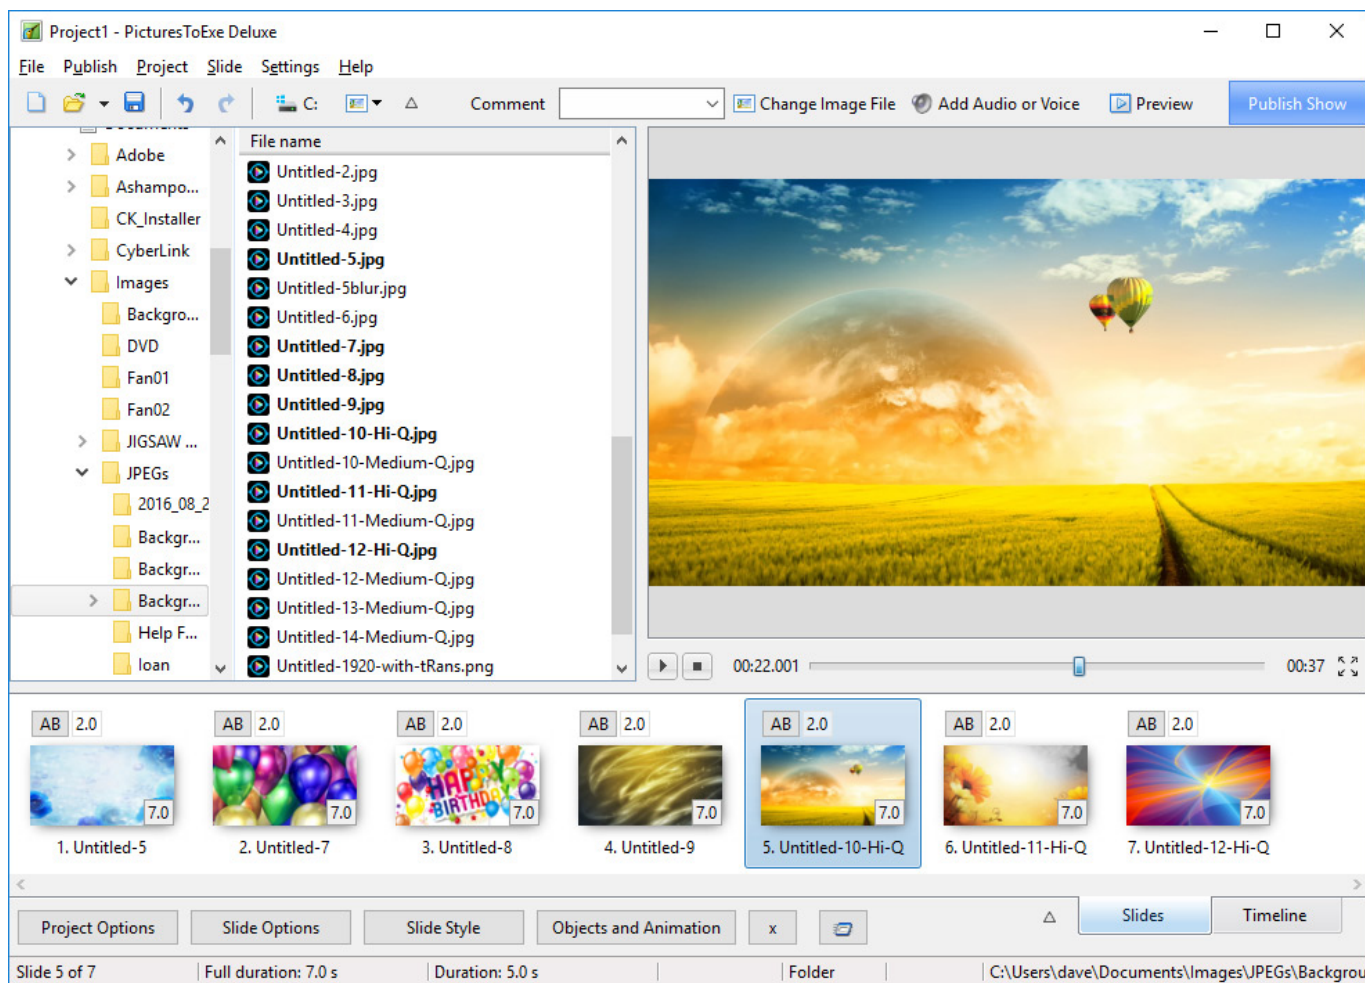 Project1 - PicturesToExe Deluxe
File Publish Project Slide Settings Help
C: Comment Change Image File Add Audio or Voice Preview Publish Show
Adobe
Ashampo...
CK_Installer
CyberLink
Images
Backgro...
DVD
Fan01
Fan02
JIGSAW ...
JPEGs
2016_08_2
Backgr...
Backgr...
Backgr...
Help F...
Ioan
File name
Untitled-2.jpg
Untitled-3.jpg
Untitled-4.jpg
Untitled-5.jpg
Untitled-5blur.jpg
Untitled-6.jpg
Untitled-7.jpg
Untitled-8.jpg
Untitled-9.jpg
Untitled-10-Hi-Q.jpg
Untitled-10-Medium-Q.jpg
Untitled-11-Hi-Q.jpg
Untitled-11-Medium-Q.jpg
Untitled-12-Hi-Q.jpg
Untitled-12-Medium-Q.jpg
Untitled-13-Medium-Q.jpg
Untitled-14-Medium-Q.jpg
Untitled-1920-with-tRans.png
00:22.001 00:37
AB 2.0 AB 2.0 AB 2.0 AB 2.0 AB 2.0 AB 2.0 AB 2.0
HAPPY
BIRTHDAY
7.0 7.0 7.0 7.0 7.0 7.0 7.0
1. Untitled-5 2. Untitled-7 3. Untitled-8 4. Untitled-9 5. Untitled-10-Hi-Q 6. Untitled-11-Hi-Q 7. Untitled-12-Hi-Q
Project Options Slide Options Slide Style Objects and Animation x Slides Timeline
Slide 5 of 7 Full duration: 7.0 s Duration: 5.0 s Folder C:\Users\dave\Documents\Images\JPEGs\Backgrou